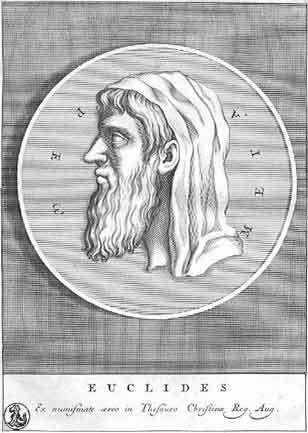 EUCLIDES
Ex numiſmate æreo in Theſauro Chriſtinæ Reg. Aug.